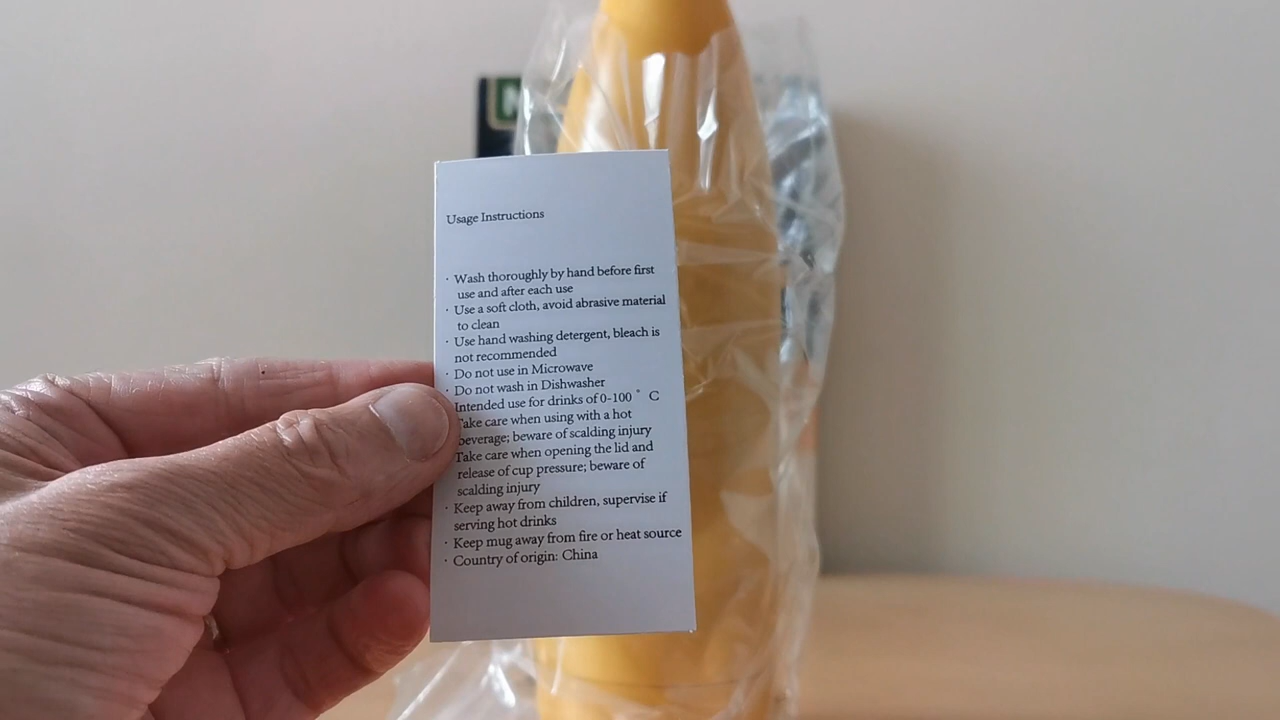 Usage Instructions
· Wash thoroughly by hand before first
use and after each use
· Use a soft cloth, avoid abrasive material
to clean
· Use hand washing detergent, bleach is
not recommended
· Do not use in Microwave
· Do not wash in Dishwasher
Intended use for drinks of 0-100 ° C
Take care when using with a hot
beverage; beware of scalding injury
Take care when opening the lid and
release of cup pressure; beware of
scalding injury
· Keep away from children, supervise if
serving hot drinks
· Keep mug away from fire or heat source
· Country of origin: China